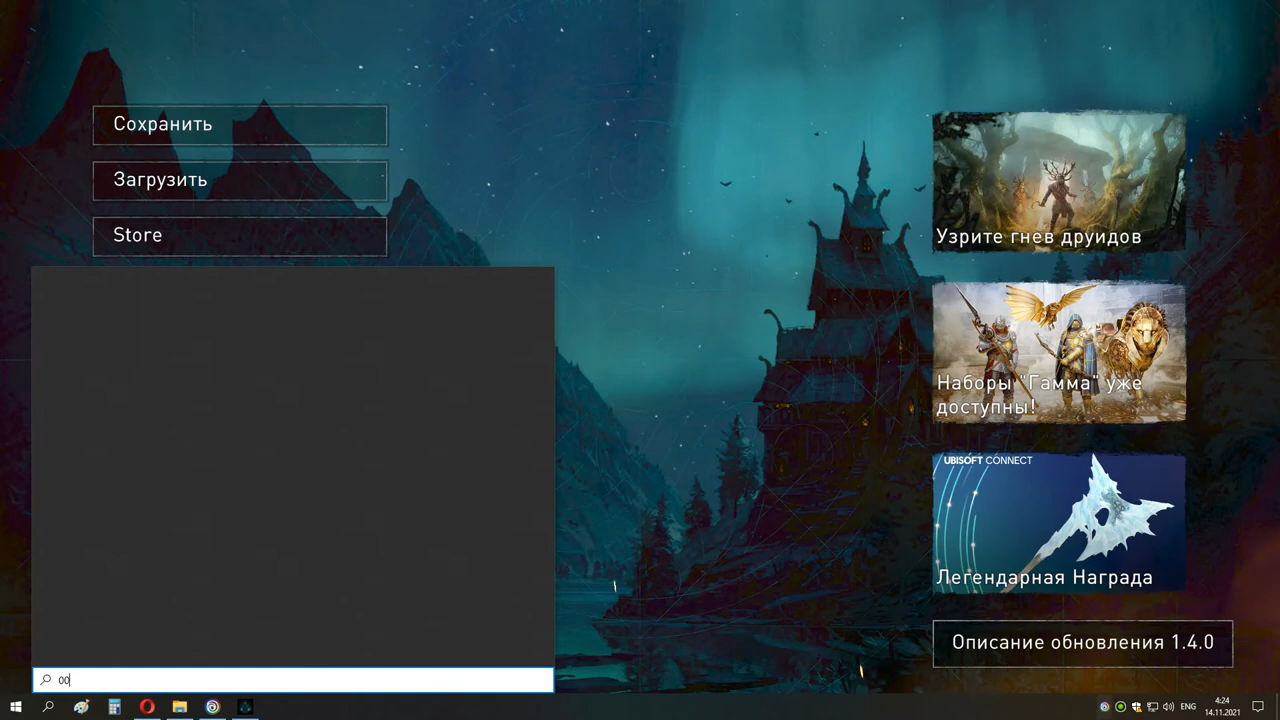 Сохранить
Загрузить
Store
Узрите гнев друидов
Наборы "Гамма" уже
доступны!
UBISOFT CONNECT
Легендарная Награда
Описание обновления 1.4.0
00
ENG
4:24
14.11.2021